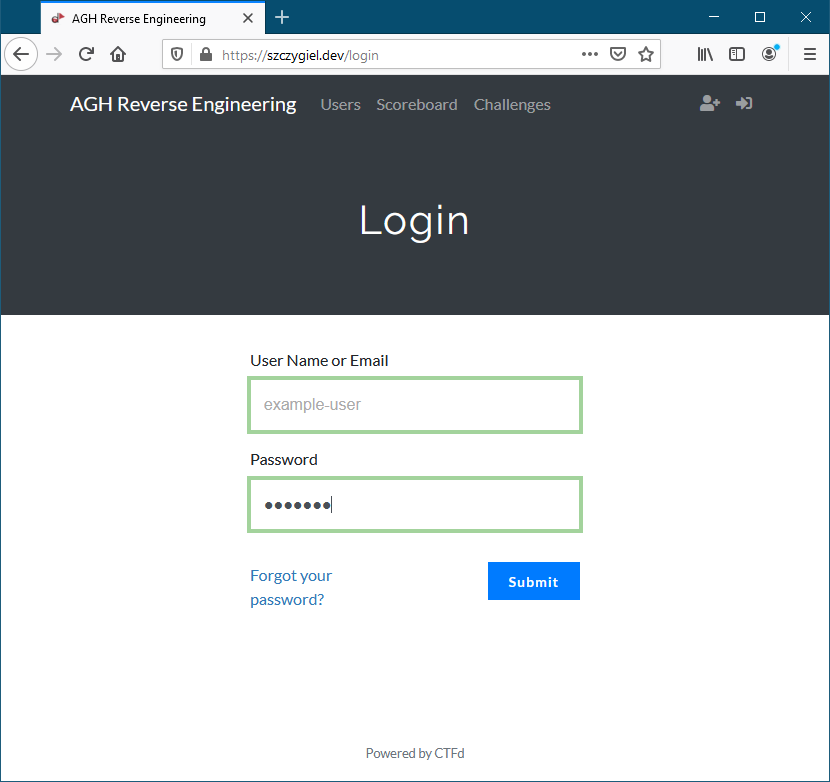 AGH Reverse Engineering
https://szczygiel.dev/login
AGH Reverse Engineering Users Scoreboard Challenges
Login
User Name or Email
example-user
Password
●●●●●●●
Forgot your
password?
Submit
Powered by CTFd